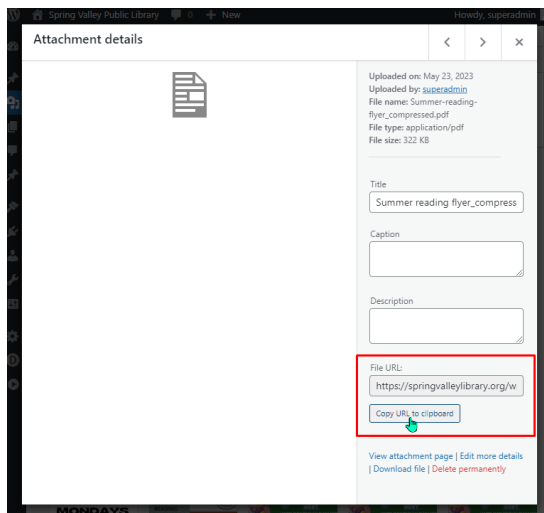 Spring Valley Public Library 0 + New Howdy, superadmin
Attachment details
Uploaded on: May 23, 2023
Uploaded by: superadmin
File name: Summer-reading-
flyer_compressed.pdf
File type: application/pdf
File size: 322 KB
Title
Summer reading flyer_compress
Caption
Description
File URL:
https://springvalleylibrary.org/w
Copy URL to clipboard
View attachment page | Edit more details
| Download file | Delete permanently
MONDAYS